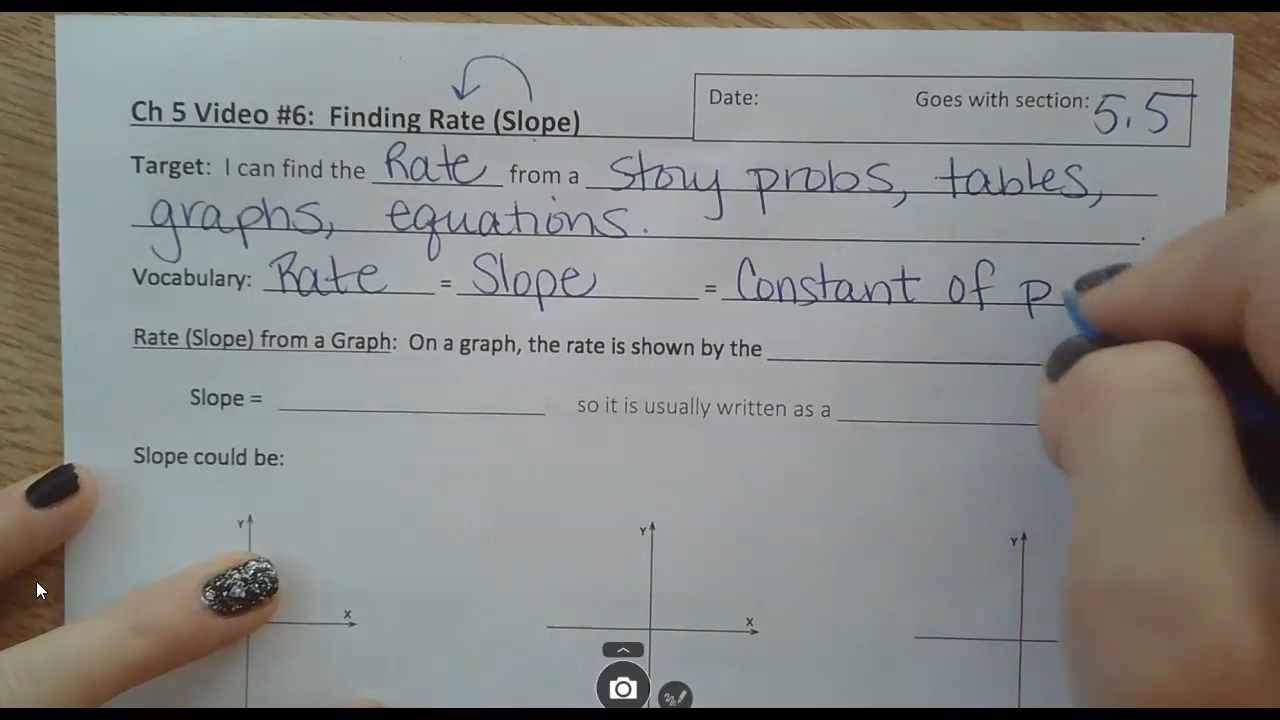 Ch 5 Video #6: Finding Rate (Slope)
Date:
Goes with section: 5.5
Target: I can find the Rate from a Story probs, tables,
graphs, equations.
Vocabulary: Rate = Slope = Constant of p
Rate (Slope) from a Graph: On a graph, the rate is shown by the
Slope = so it is usually written as a
Slope could be:
Y Y Y
X X